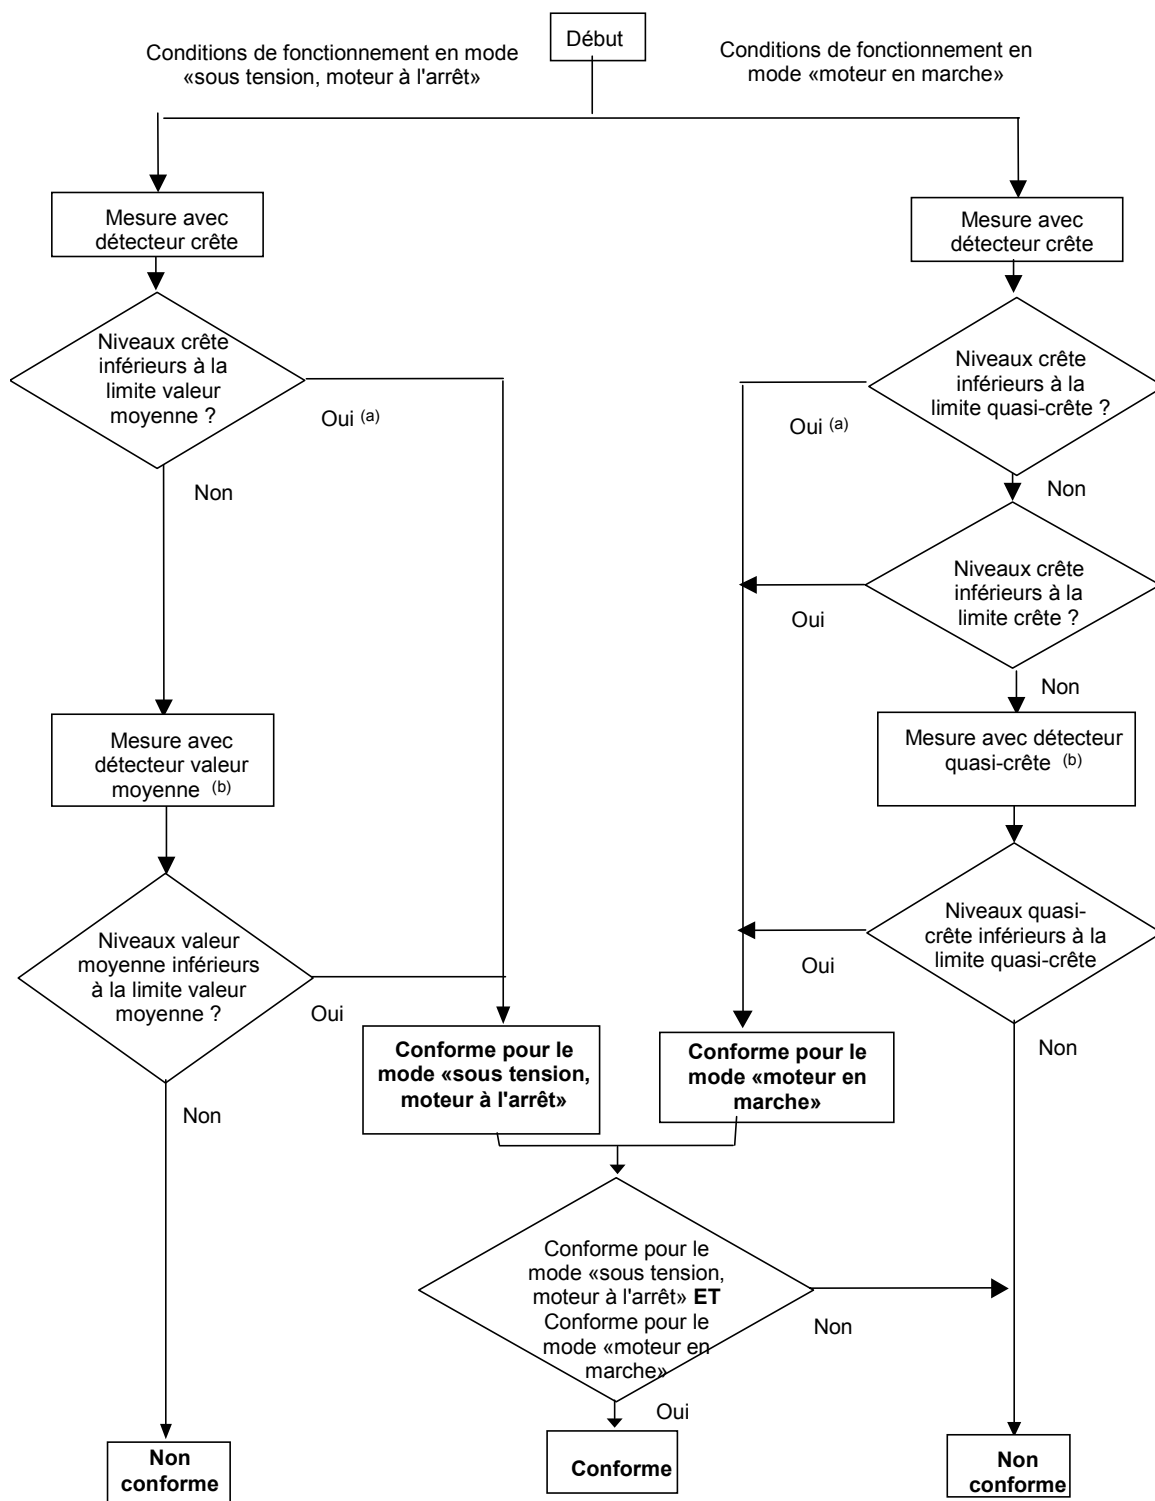 Début
Conditions de fonctionnement en mode
«sous tension, moteur à l'arrêt»
Conditions de fonctionnement en
mode «moteur en marche»
Mesure avec
détecteur crête
Mesure avec
détecteur crête
Niveaux crête
inférieurs à la
limite valeur
moyenne ?
Oui (a)
Non
Niveaux crête
inférieurs à la
limite quasi-crête ?
Oui (a)
Non
Niveaux crête
inférieurs à la
limite crête ?
Oui
Non
Mesure avec
détecteur valeur
moyenne (b)
Mesure avec détecteur
quasi-crête (b)
Niveaux valeur
moyenne inférieurs
à la limite valeur
moyenne ?
Oui
Non
Niveaux quasi-
crête inférieurs à la
limite quasi-crête
Oui
Non
Conforme pour le
mode «sous tension,
moteur à l'arrêt»
Conforme pour le
mode «moteur en
marche»
Conforme pour le
mode «sous tension,
moteur à l'arrêt» ET
Conforme pour le
mode «moteur en
marche»
Non
Oui
Non
conforme
Conforme
Non
conforme